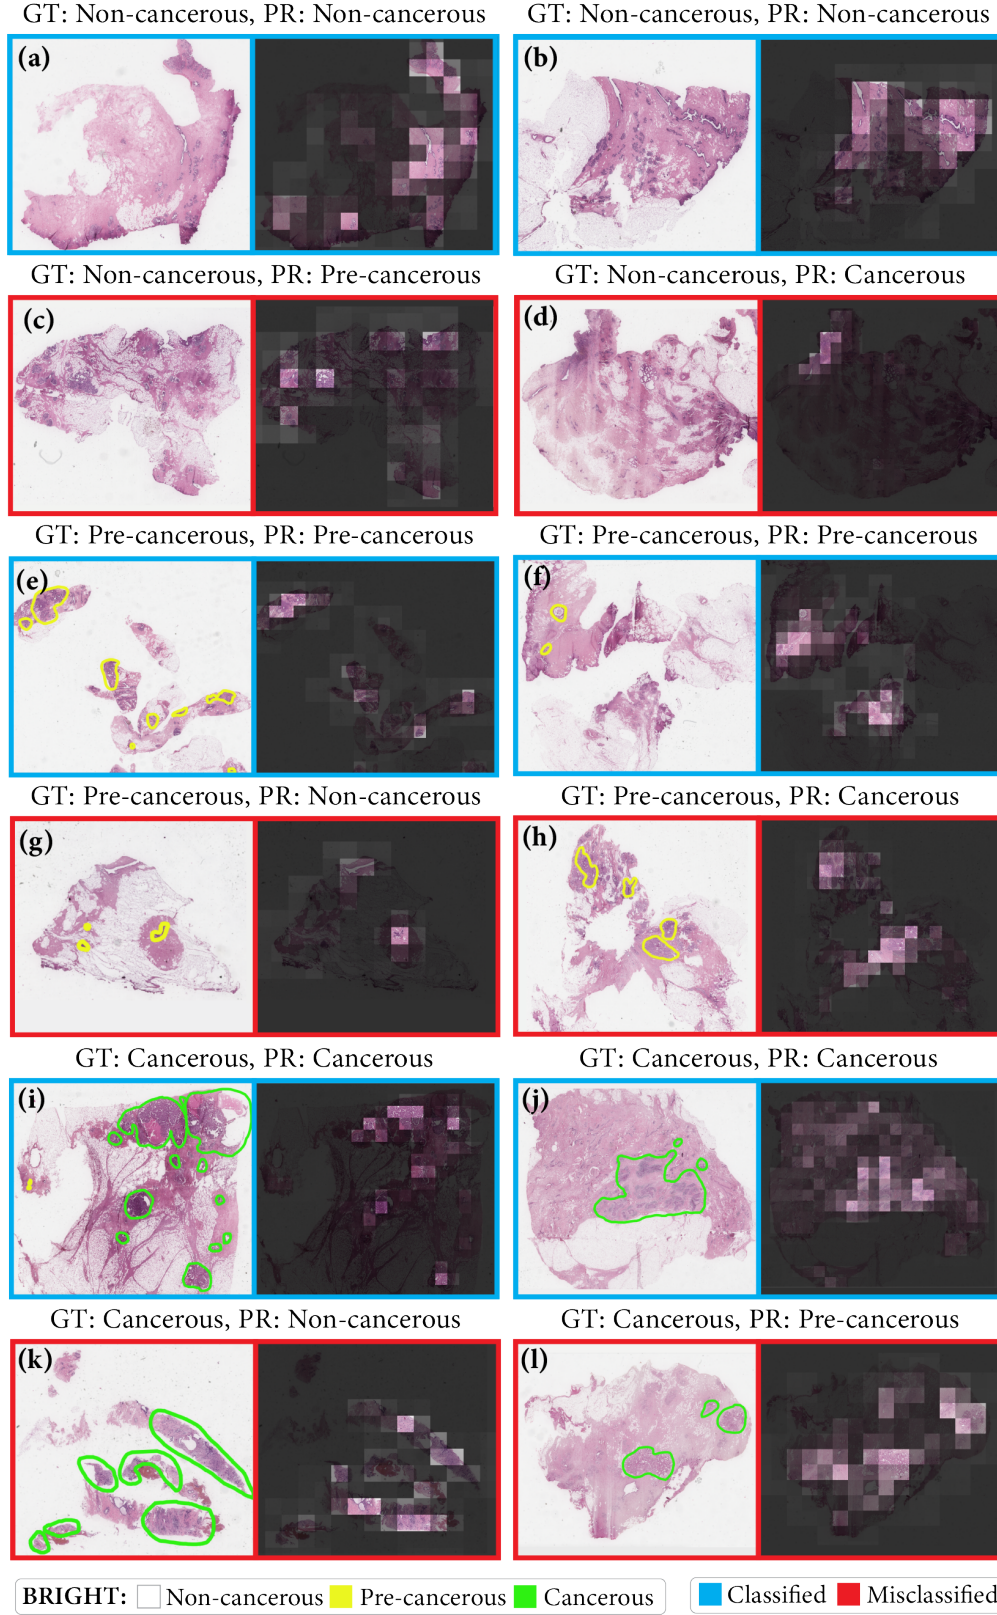 GT: Non-cancerous, PR: Non-cancerous
GT: Non-cancerous, PR: Non-cancerous
(a)
(b)
GT: Non-cancerous, PR: Pre-cancerous
GT: Non-cancerous, PR: Cancerous
(c)
(d)
GT: Pre-cancerous, PR: Pre-cancerous
GT: Pre-cancerous, PR: Pre-cancerous
(e)
(f)
GT: Pre-cancerous, PR: Non-cancerous
GT: Pre-cancerous, PR: Cancerous
(g)
(h)
GT: Cancerous, PR: Cancerous
GT: Cancerous, PR: Cancerous
(i)
(j)
GT: Cancerous, PR: Non-cancerous
GT: Cancerous, PR: Pre-cancerous
(k)
(l)
BRIGHT: Non-cancerous Pre-cancerous Cancerous
Classified Misclassified